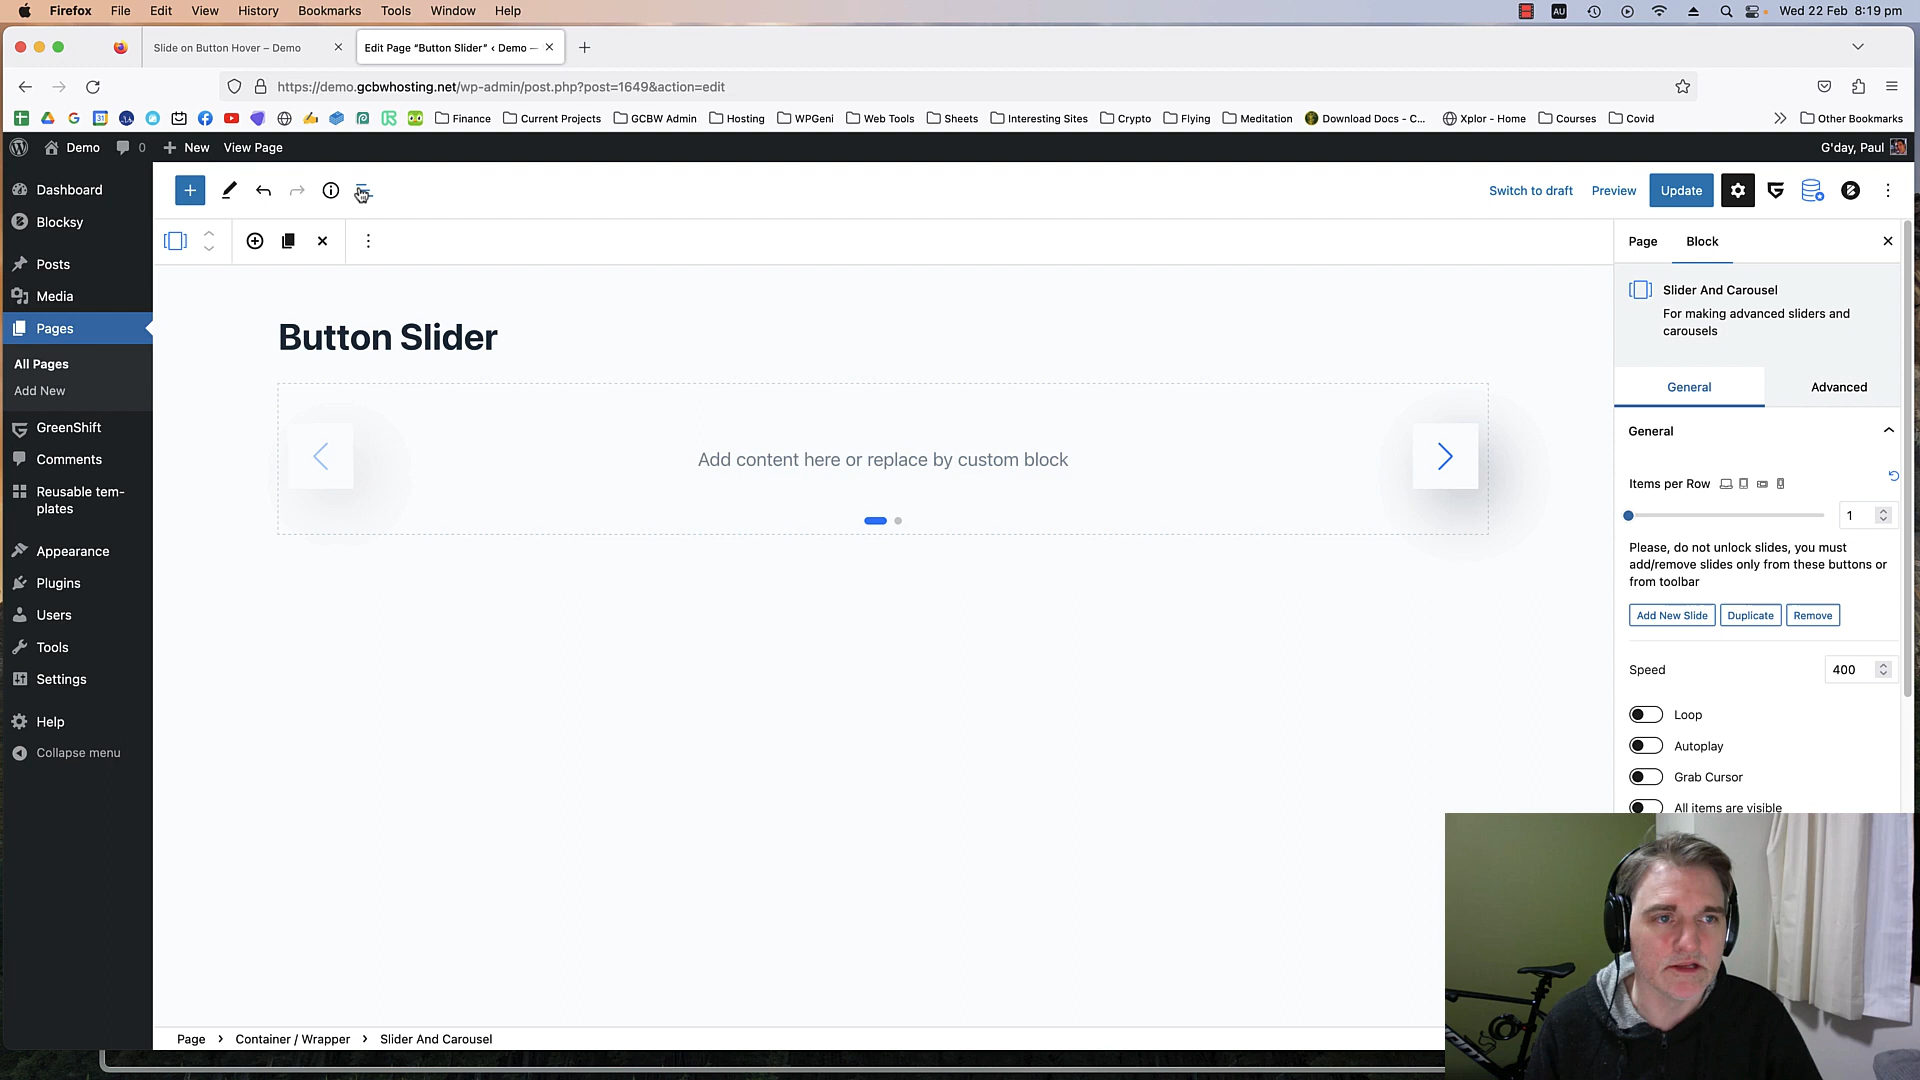 Firefox File Edit View History Bookmarks Tools Window Help
AU
Wed 22 Feb 8:19 pm
Slide on Button Hover – Demo
Edit Page “Button Slider” ‹ Demo —
https://demo.gcbwhosting.net/wp-admin/post.php?post=1649&action=edit
31
Finance
Current Projects
GCBW Admin
Hosting
WPGeni
Web Tools
Sheets
Interesting Sites
Crypto
Flying
Meditation
Download Docs - C...
Xplor - Home
Courses
Covid
Other Bookmarks
Demo
0
New
View Page
G'day, Paul
Dashboard
Blocksy
Posts
Media
Pages
All Pages
Add New
GreenShift
Comments
Reusable tem-
plates
Appearance
Plugins
Users
Tools
Settings
Help
Collapse menu
Switch to draft
Preview
Update
Button Slider
Add content here or replace by custom block
Page
Block
Slider And Carousel
For making advanced sliders and
carousels
General
Advanced
General
Items per Row
1
Please, do not unlock slides, you must
add/remove slides only from these buttons or
from toolbar
Add New Slide
Duplicate
Remove
Speed
400
Loop
Autoplay
Grab Cursor
All items are visible
Page
Container / Wrapper
Slider And Carousel